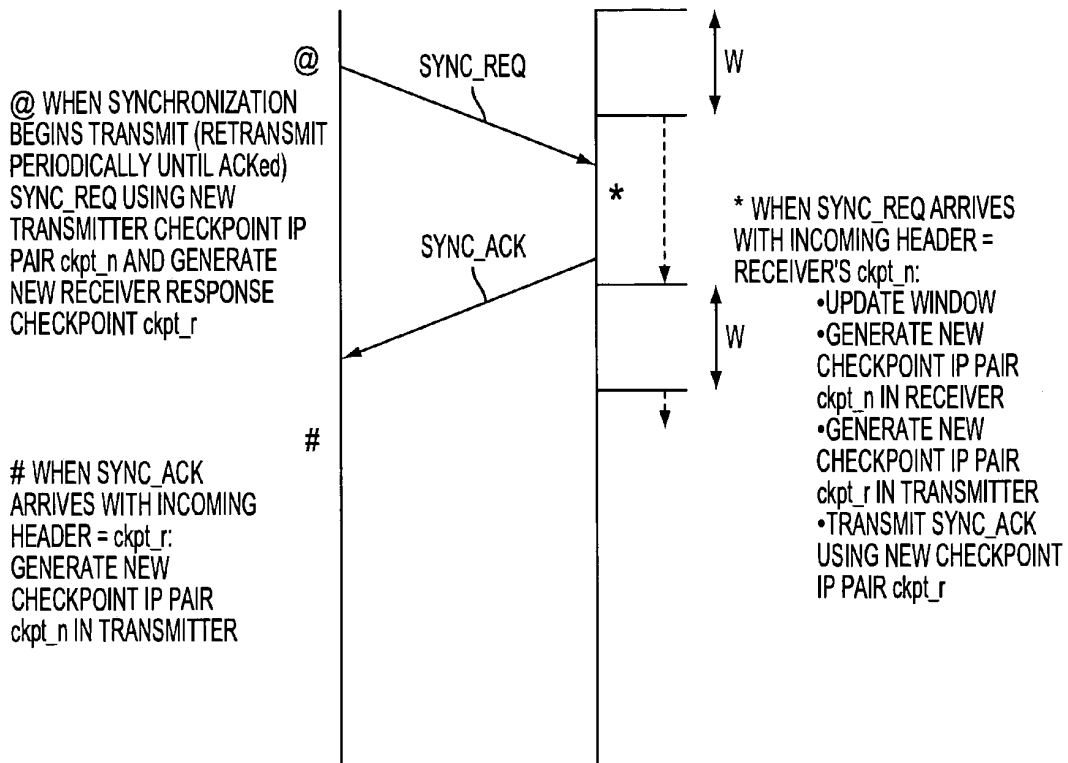 @
@ WHEN SYNCHRONIZATION
BEGINS TRANSMIT (RETRANSMIT
PERIODICALLY UNTIL ACKed)
SYNC_REQ USING NEW
TRANSMITTER CHECKPOINT IP
PAIR ckpt_n AND GENERATE
NEW RECEIVER RESPONSE
CHECKPOINT ckpt_r
SYNC_REQ
SYNC_ACK
W
*
W
* WHEN SYNC_REQ ARRIVES
WITH INCOMING HEADER =
RECEIVER'S ckpt_n:
•UPDATE WINDOW
•GENERATE NEW
CHECKPOINT IP PAIR
ckpt_n IN RECEIVER
•GENERATE NEW
CHECKPOINT IP PAIR
ckpt_r IN TRANSMITTER
•TRANSMIT SYNC_ACK
USING NEW CHECKPOINT
IP PAIR ckpt_r
#
# WHEN SYNC_ACK
ARRIVES WITH INCOMING
HEADER = ckpt_r:
GENERATE NEW
CHECKPOINT IP PAIR
ckpt_n IN TRANSMITTER